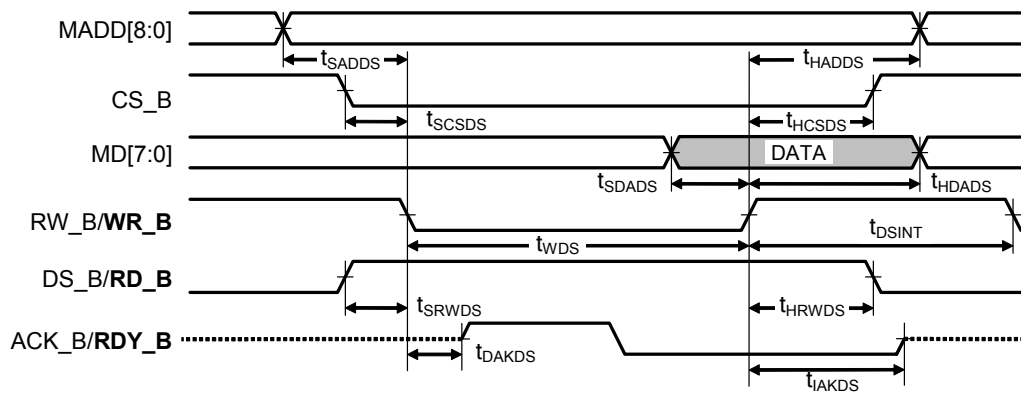 MADD[8:0]
tSADDS
tHADDS
CS_B
tSCSDS
tHCSDS
MD[7:0]
DATA
tSDADS
tHDADS
RW_B/WR_B
tWDS
tDSINT
DS_B/RD_B
tSRWDS
tHRWDS
ACK_B/RDY_B
tDAKDS
tIAKDS